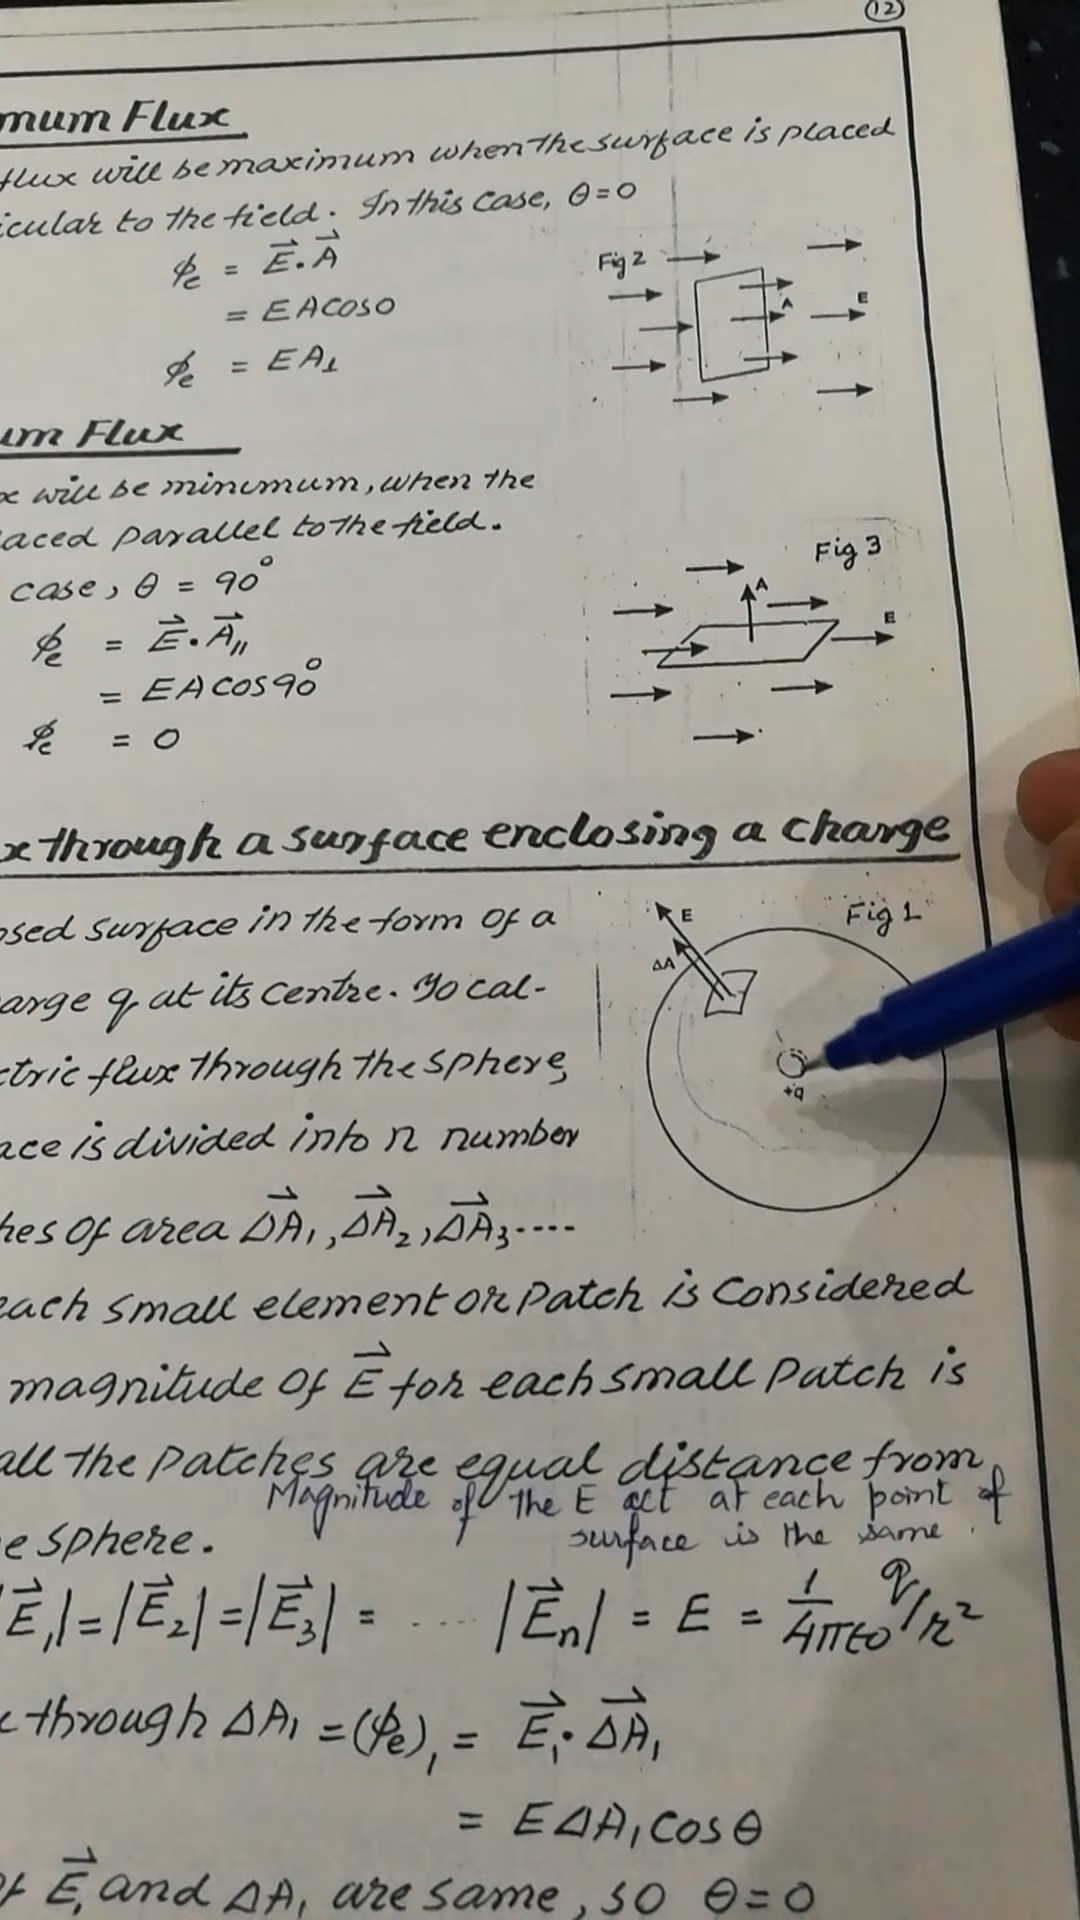 12
mum Flux
flux will be maximum when the surface is placed
icular to the field. In this case, θ=0
ϕe = E⃗.A⃗
= EA cos 0
ϕe = EA⊥
Fig 2
A
E
um Flux
x will be minimum, when the
aced parallel to the field.
case, θ = 90°
ϕe = E⃗.A⃗∥
= EA cos 90°
ϕe = 0
Fig 3
A
E
x through a surface enclosing a charge
osed surface in the form of a
arge q at its centre. To cal-
ctric flux through the sphere,
ace is divided into n number
hes of area ΔA⃗₁, ΔA⃗₂, ΔA⃗₃....
Fig 1
E
ΔA
+q
each small element or patch is considered
magnitude of E⃗ for each small patch is
all the patches are equal distance from
Magnitude of the E act at each point of
surface is the same.
e sphere.
|E⃗₁| = |E⃗₂| = |E⃗₃| = .... |E⃗n| = E = 1/4πε0 q/r²
x through ΔA₁ = (ϕe)₁ = E⃗₁.ΔA⃗₁
= EΔA₁ cos θ
of E⃗₁ and ΔA₁ are same, so θ=0